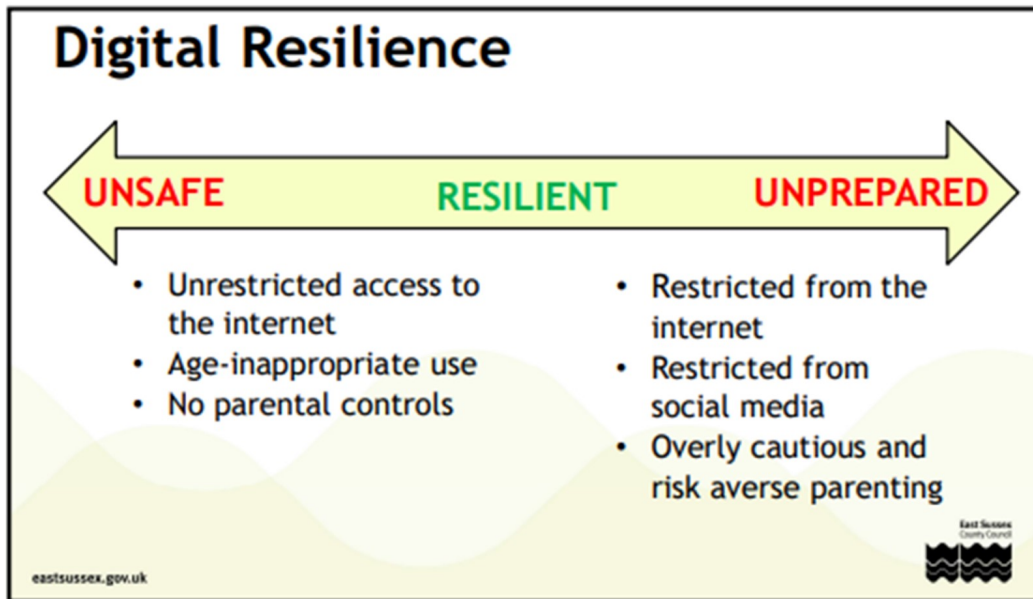 Digital Resilience
UNSAFE
RESILIENT
UNPREPARED
• Unrestricted access to
the internet
• Age-inappropriate use
• No parental controls
• Restricted from the
internet
• Restricted from
social media
• Overly cautious and
risk averse parenting
eastsussex.gov.uk
East Sussex
County Council